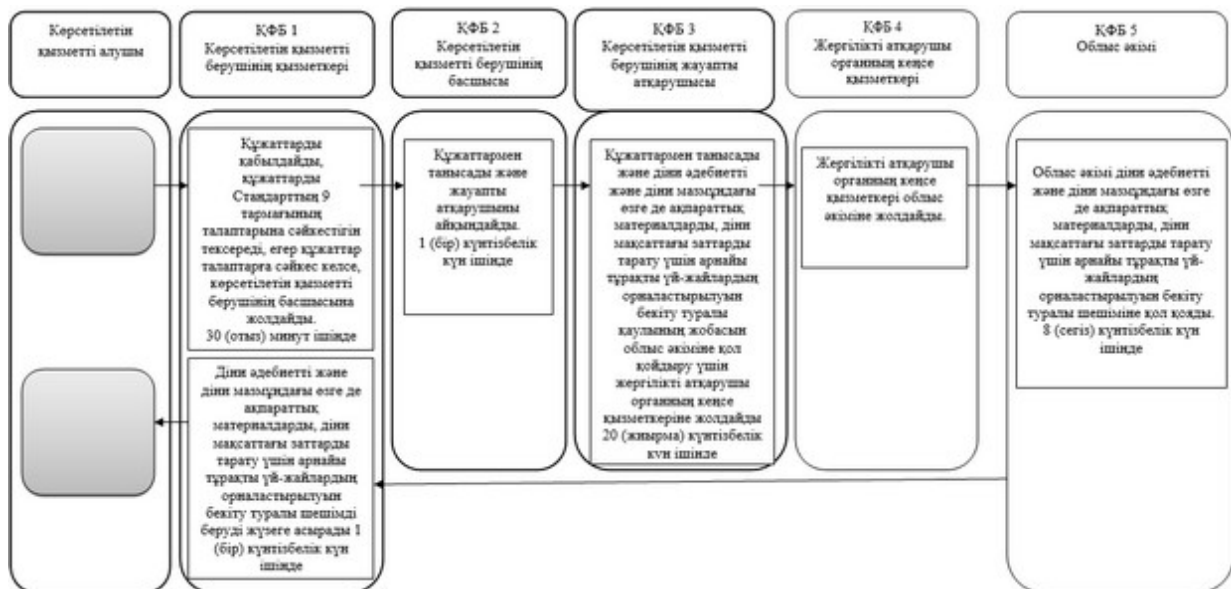 Көрсетілетін
қызметті алушы
ҚФБ 1
Көрсетілетін қызметті
берушінің қызметкері
ҚФБ 2
Көрсетілетін
қызметті берушінің
басшысы
ҚФБ 3
Көрсетілетін қызметті
берушінің жауапты
атқарушысы
ҚФБ 4
Жергілікті атқарушы
органның кеңсе
қызметкері
ҚФБ 5
Облыс әкімі
Құжаттарды
қабылдайды,
құжаттарды
Стандарттың 9
тармағының
талаптарына сәйкестігін
тексереді, егер құжаттар
талаптарға сәйкес келсе,
көрсетілетін қызметті
берушінің басшысына
жолдайды.
30 (отыз) минут ішінде
Құжаттармен
танысады және
жауапты
атқарушыны
айқындайды.
1 (бір) күнтізбелік
күн ішінде
Құжаттармен танысады
және діни әдебиетті
және діни мазмұндағы
өзге де ақпараттық
материалдарды, діни
мақсаттағы заттарды
тарату үшін арнайы
тұрақты үй-жайлардың
орналастырылуын
бекіту туралы
қаулының жобасын
облыс әкіміне қол
қойдыру үшін
жергілікті атқарушы
органның кеңсе
қызметкеріне жолдайды
20 (жиырма) күнтізбелік
күн ішінде
Жергілікті атқарушы
органның кеңсе
қызметкері облыс
әкіміне жолдайды.
Облыс әкімі діни әдебиетті
және діни мазмұндағы өзге
де ақпараттық
материалдарды, діни
мақсаттағы заттарды тарату
үшін арнайы тұрақты үй-
жайлардың
орналастырылуын бекіту
туралы шешіміне қол қояды.
8 (сегіз) күнтізбелік күн
ішінде
Діни әдебиетті және
діни мазмұндағы өзге де
ақпараттық
материалдарды, діни
мақсаттағы заттарды
тарату үшін арнайы
тұрақты үй-жайлардың
орналастырылуын
бекіту туралы шешімді
беруді жүзеге асырады 1
(бір) күнтізбелік күн
ішінде